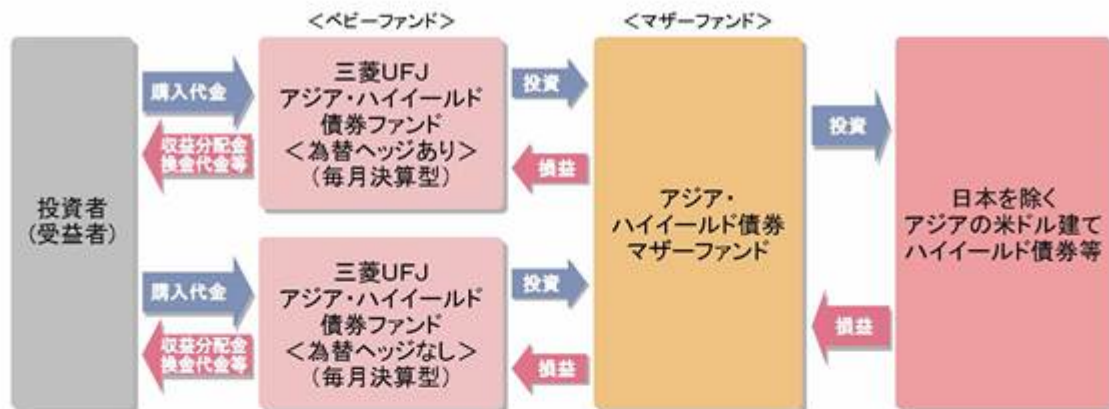 ＜ベビーファンド＞
＜マザーファンド＞
投資者
（受益者）
購入代金
収益分配金
換金代金等
三菱UFJ
アジア・ハイイールド
債券ファンド
＜為替ヘッジあり＞
（毎月決算型）
投資
損益
購入代金
収益分配金
換金代金等
三菱UFJ
アジア・ハイイールド
債券ファンド
＜為替ヘッジなし＞
（毎月決算型）
投資
損益
アジア・
ハイイールド債券
マザーファンド
投資
損益
日本を除く
アジアの米ドル建て
ハイイールド債券等